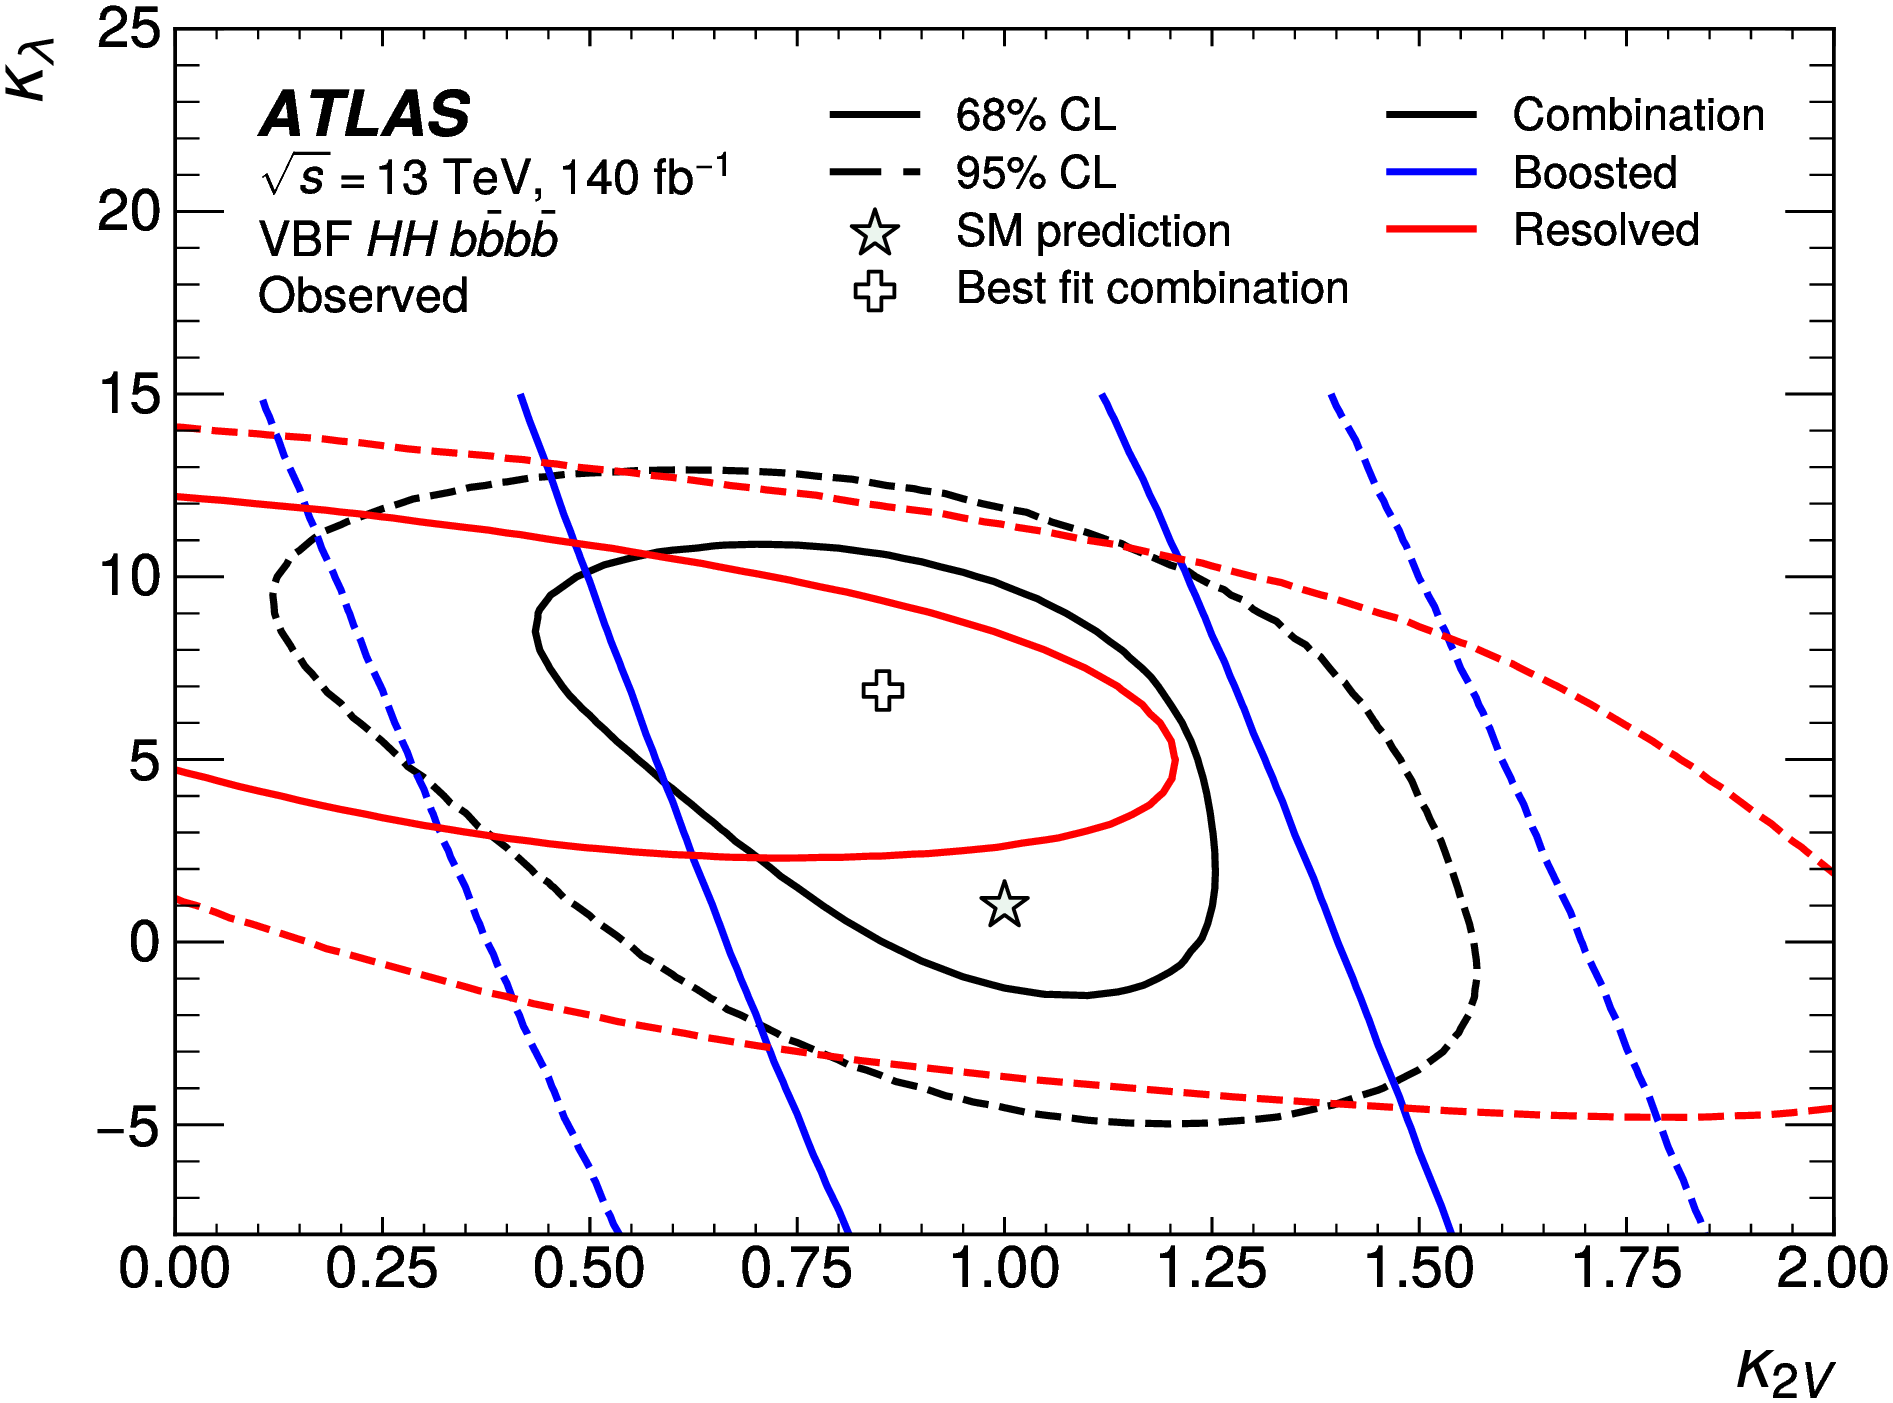 κλ
25
20
15
10
5
0
−5
ATLAS
√s = 13 TeV, 140 fb⁻¹
VBF HH bb̄bb̄
Observed
68% CL
95% CL
SM prediction
Best fit combination
Combination
Boosted
Resolved
0.00 0.25 0.50 0.75 1.00 1.25 1.50 1.75 2.00
κ2V